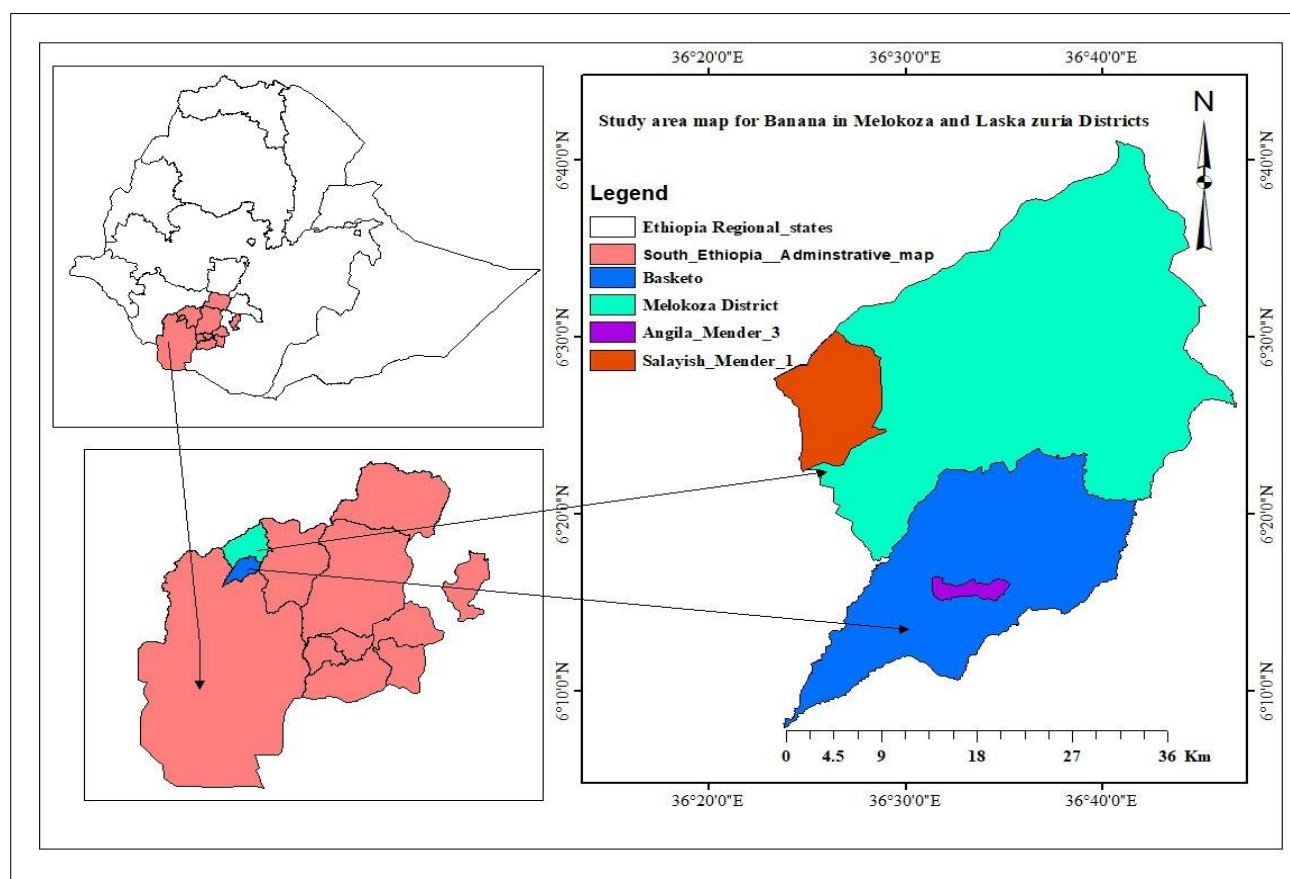 36°20'0"E 36°30'0"E 36°40'0"E
N
Study area map for Banana in Melokoza and Laska zuria Districts
6°40'0"N 6°40'0"N
Legend
Ethiopia Regional_states
South_Ethiopia__Adminstrative_map
Basketo
Melokoza District
Angila_Mender_3
Salayish_Mender_1
6°30'0"N 6°30'0"N
6°20'0"N 6°20'0"N
6°10'0"N 6°10'0"N
0 4.5 9 18 27 36 Km
36°20'0"E 36°30'0"E 36°40'0"E